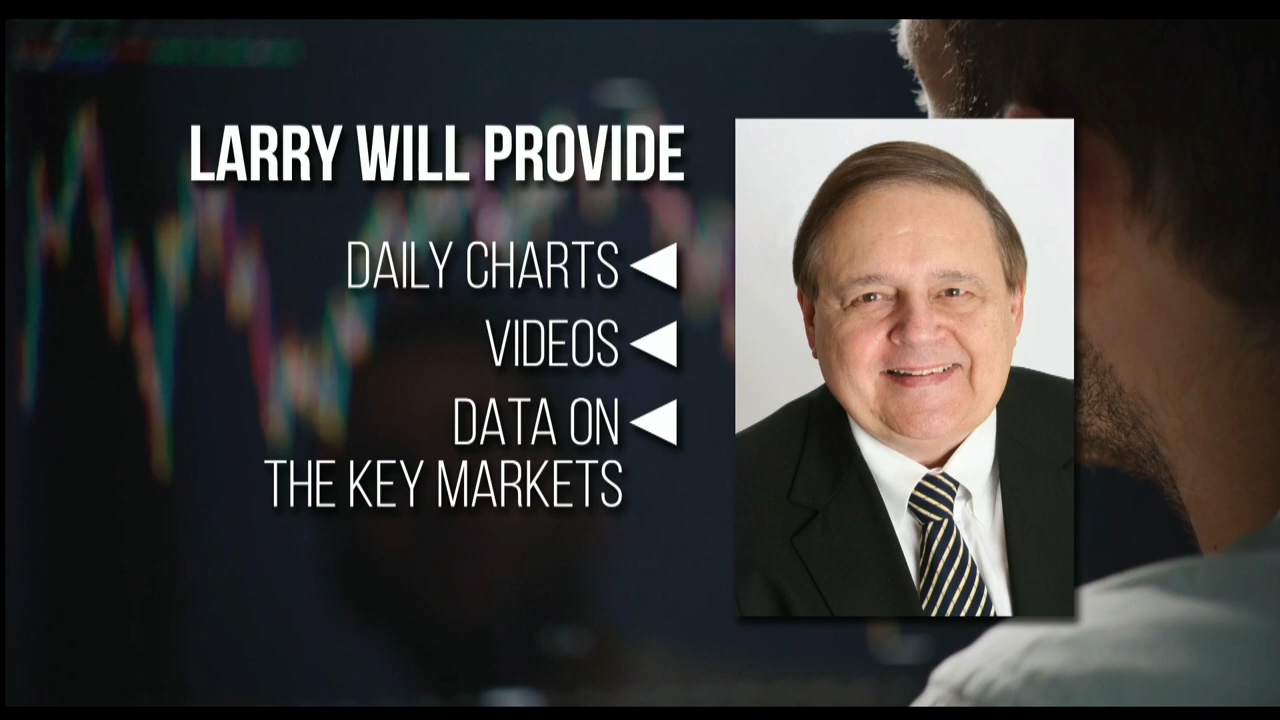 LARRY WILL PROVIDE
DAILY CHARTS
VIDEOS
DATA ON
THE KEY MARKETS